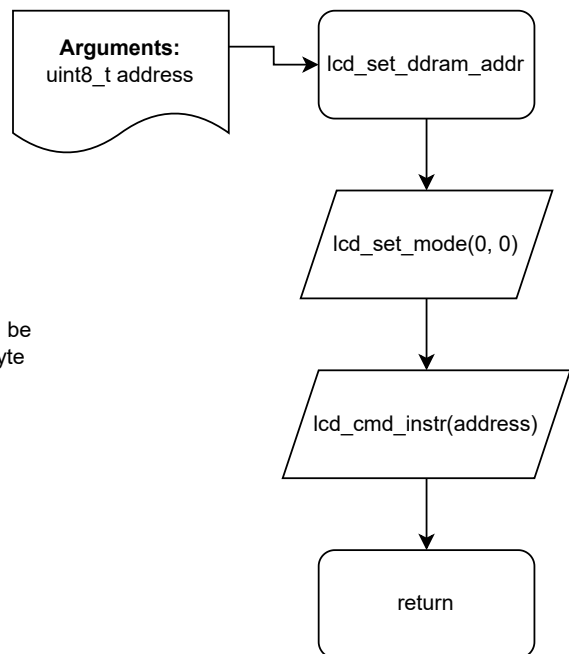 Arguments:
uint8_t address
lcd_set_ddram_addr
lcd_set_mode(0, 0)
be
yte
lcd_cmd_instr(address)
return